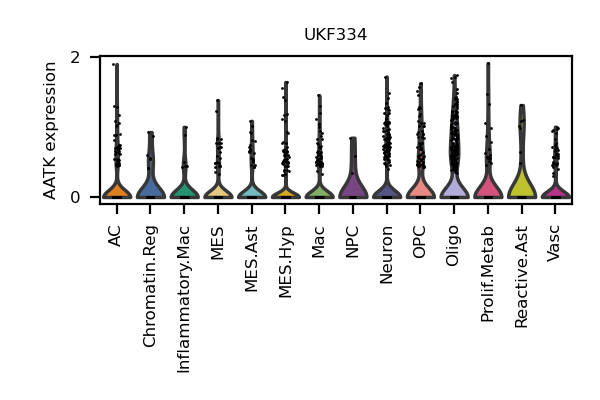 UKF334
AATK expression
2
0
AC
Chromatin.Reg
Inflammatory.Mac
MES
MES.Ast
MES.Hyp
Mac
NPC
Neuron
OPC
Oligo
Prolif.Metab
Reactive.Ast
Vasc